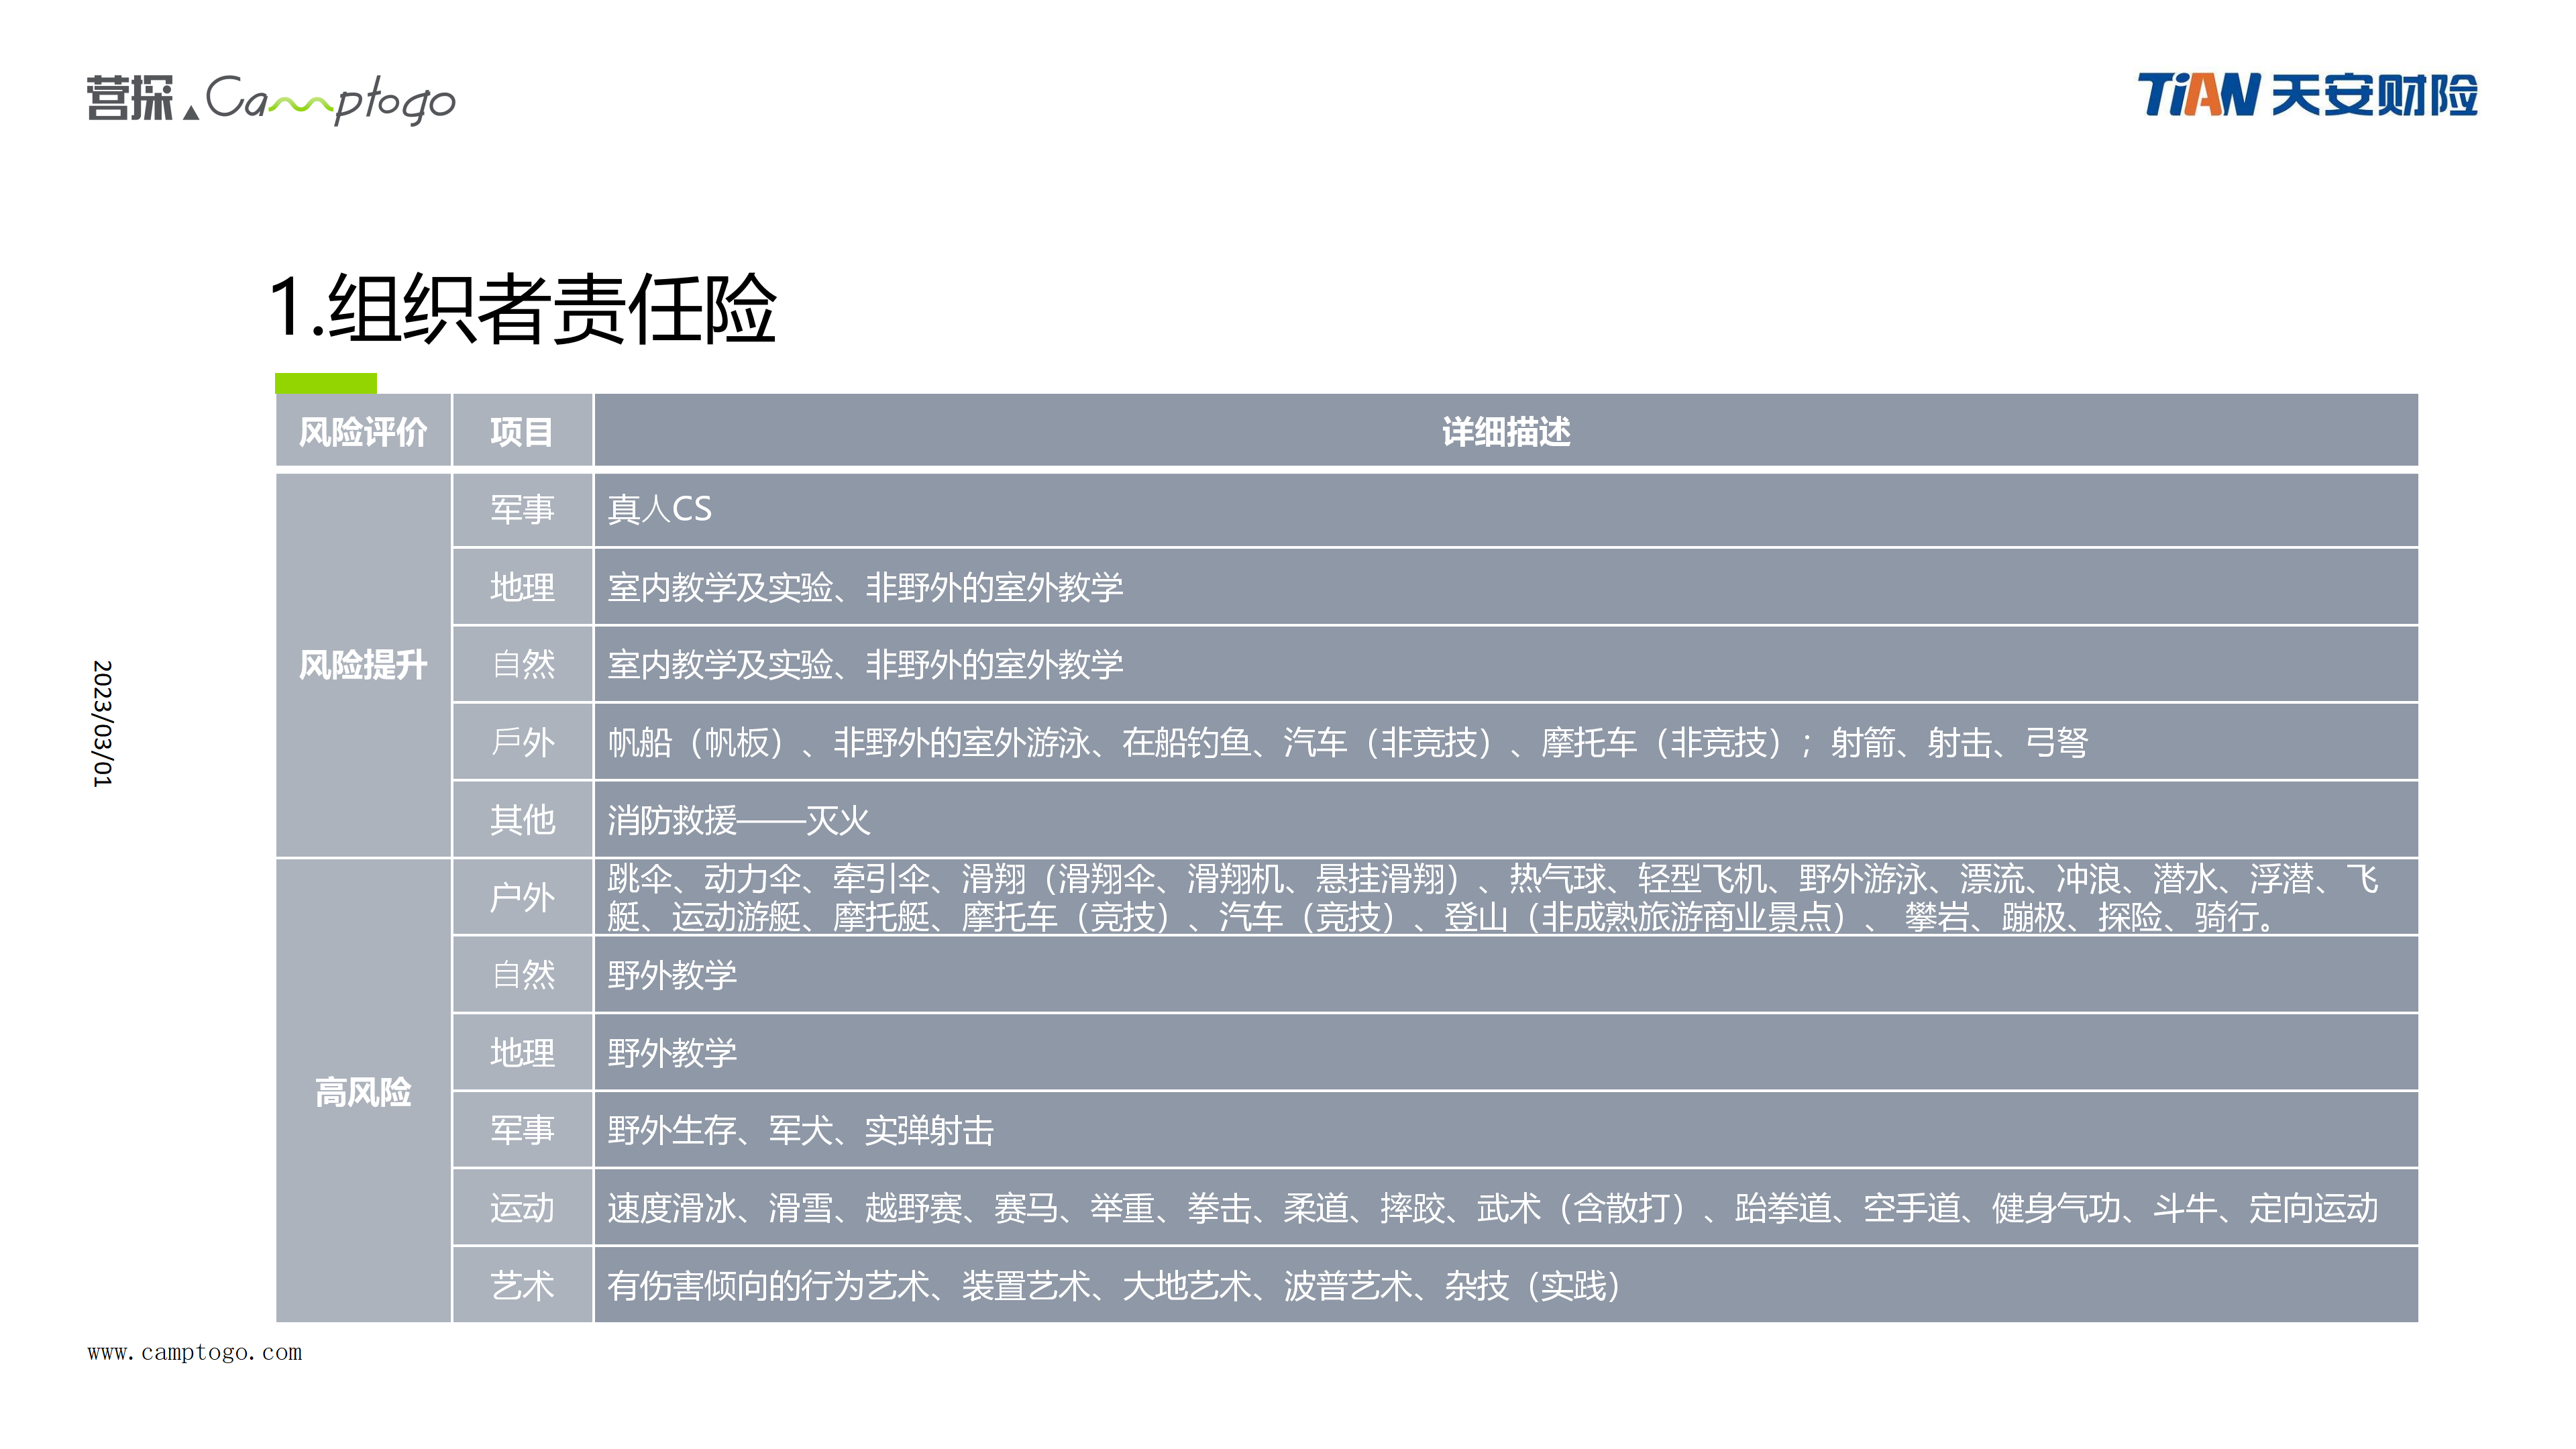 营探 Camptogo
TIAN 天安财险
1.组织者责任险
风险评价 项目 详细描述
风险提升
军事 真人CS
地理 室内教学及实验、非野外的室外教学
自然 室内教学及实验、非野外的室外教学
戶外 帆船（帆板）、非野外的室外游泳、在船钓鱼、汽车（非竞技）、摩托车（非竞技）；射箭、射击、弓弩
其他 消防救援——灭火
高风险
户外 跳伞、动力伞、牵引伞、滑翔（滑翔伞、滑翔机、悬挂滑翔）、热气球、轻型飞机、野外游泳、漂流、冲浪、潜水、浮潜、飞
艇、运动游艇、摩托艇、摩托车（竞技）、汽车（竞技）、登山（非成熟旅游商业景点）、 攀岩、蹦极、探险、骑行。
自然 野外教学
地理 野外教学
军事 野外生存、军犬、实弹射击
运动 速度滑冰、滑雪、越野赛、赛马、举重、拳击、柔道、摔跤、武术（含散打）、跆拳道、空手道、健身气功、斗牛、定向运动
艺术 有伤害倾向的行为艺术、装置艺术、大地艺术、波普艺术、杂技（实践）
2023/03/01
www.camptogo.com